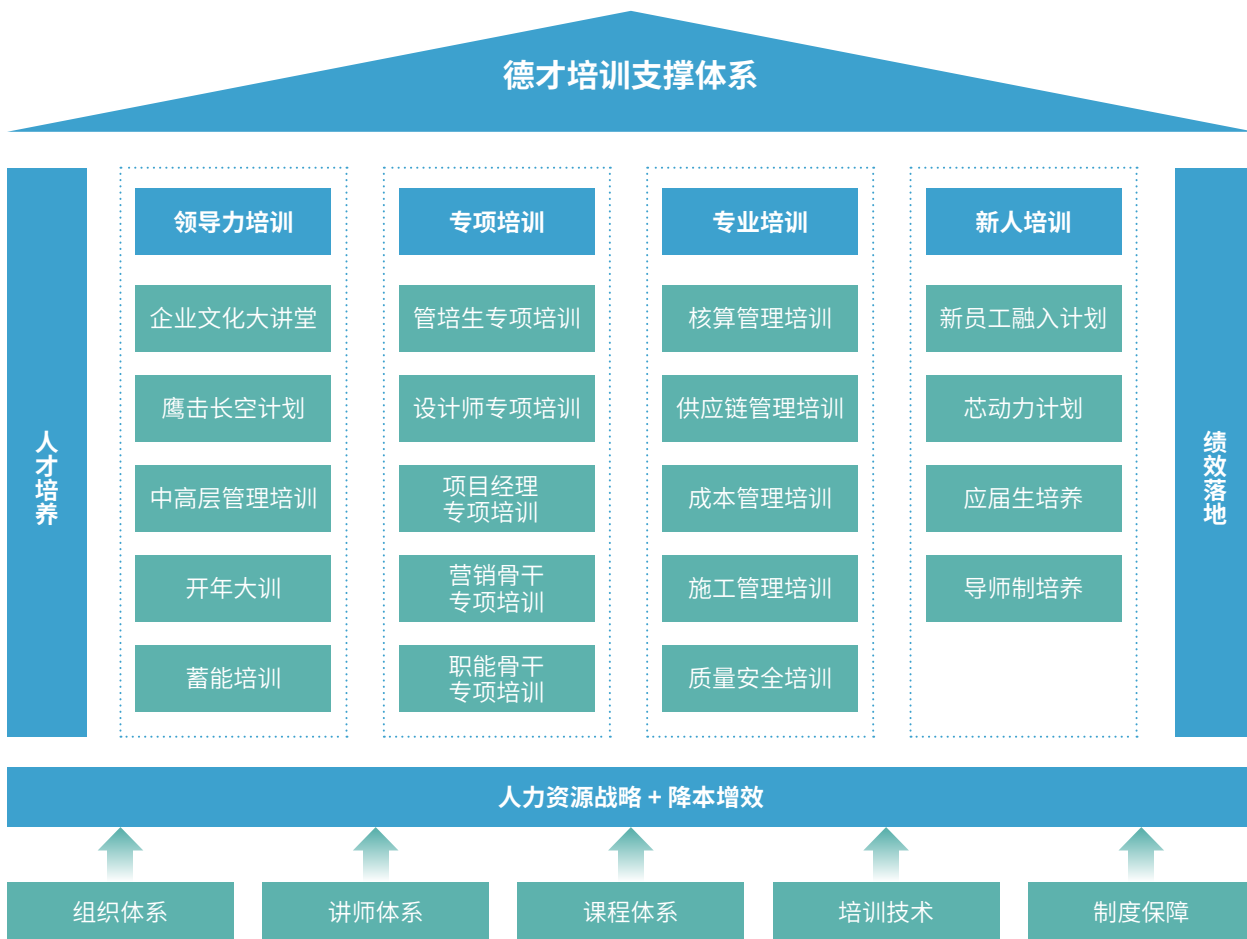 德才培训支撑体系
人才培养
领导力培训
企业文化大讲堂
鹰击长空计划
中高层管理培训
开年大训
蓄能培训
专项培训
管培生专项培训
设计师专项培训
项目经理
专项培训
营销骨干
专项培训
职能骨干
专项培训
专业培训
核算管理培训
供应链管理培训
成本管理培训
施工管理培训
质量安全培训
新人培训
新员工融入计划
芯动力计划
应届生培养
导师制培养
绩效落地
人力资源战略 + 降本增效
组织体系
讲师体系
课程体系
培训技术
制度保障